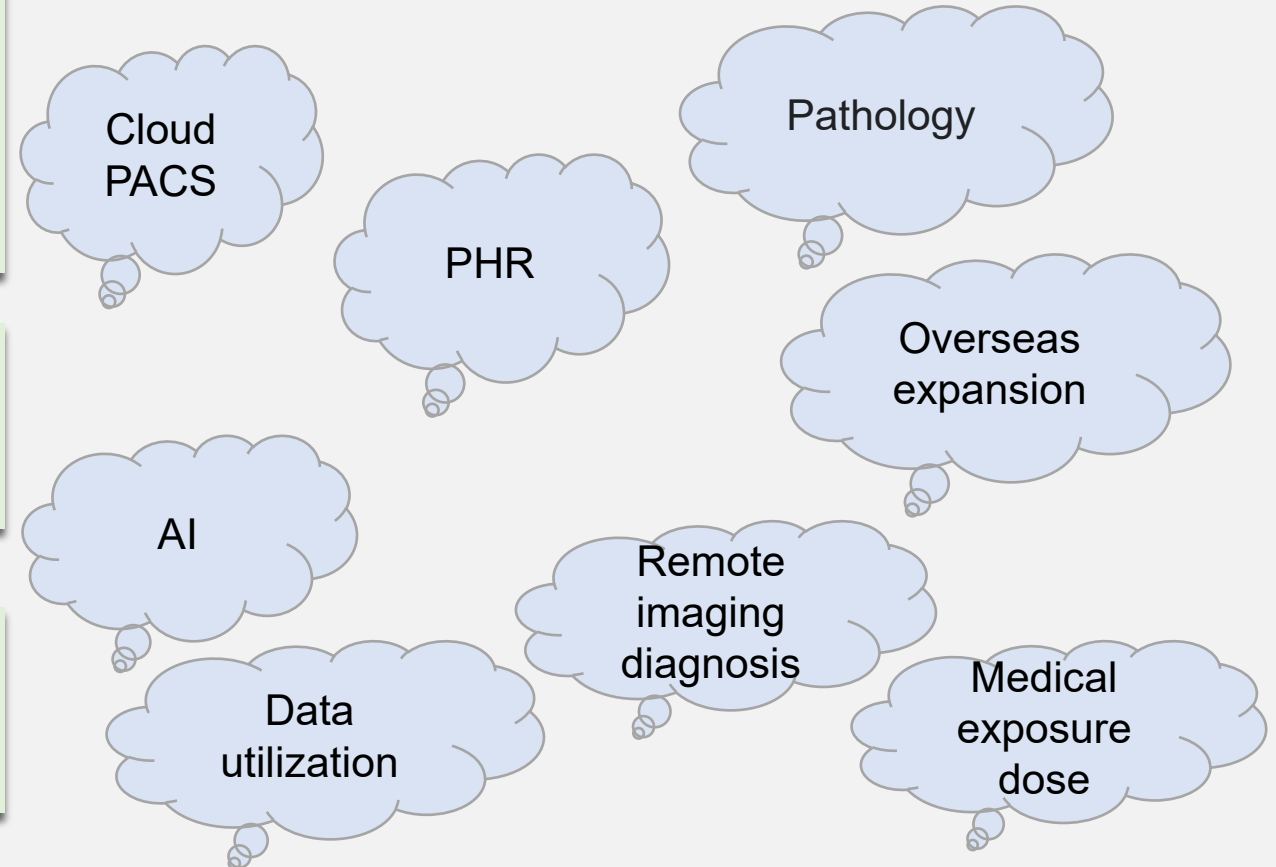 Cloud
PACS
Pathology
PHR
Overseas
expansion
AI
Remote
imaging
diagnosis
Data
utilization
Medical
exposure
dose